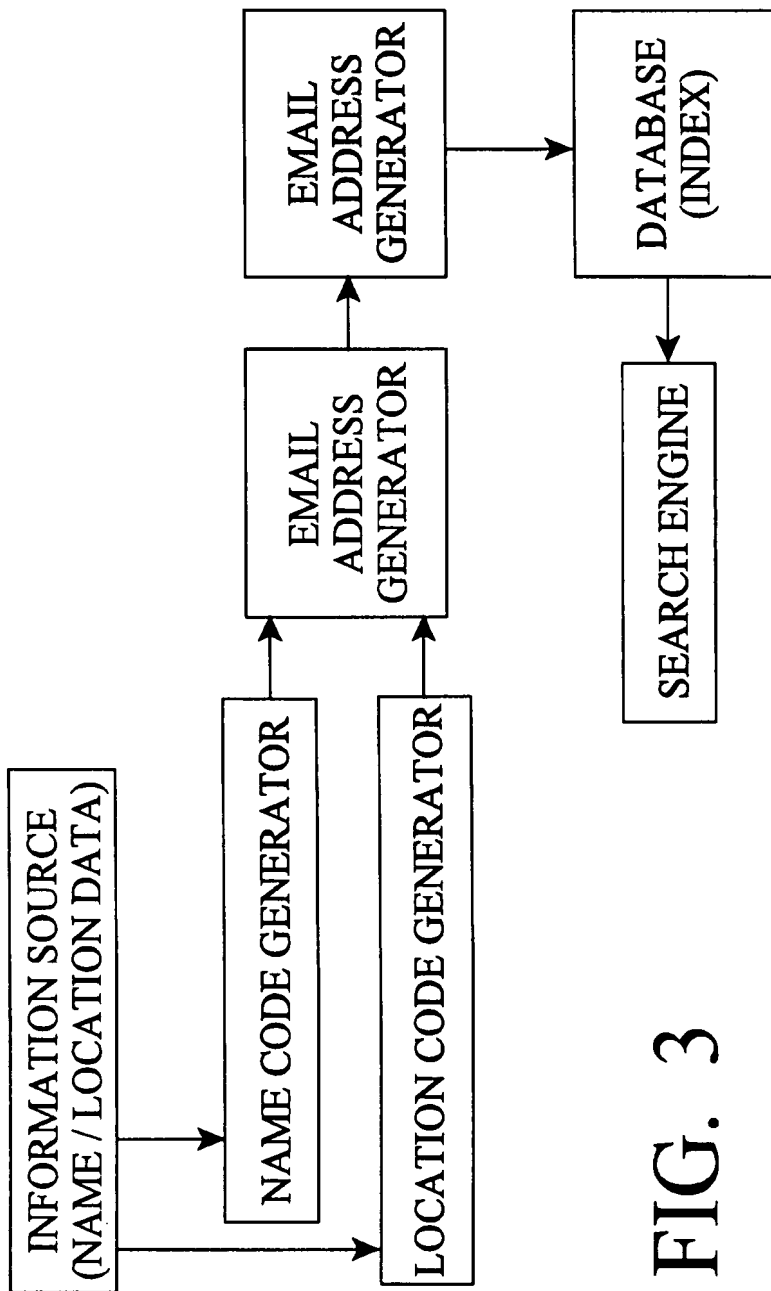 INFORMATION SOURCE
(NAME / LOCATION DATA)
NAME CODE GENERATOR
LOCATION CODE GENERATOR
EMAIL
ADDRESS
GENERATOR
EMAIL
ADDRESS
GENERATOR
DATABASE
(INDEX)
SEARCH ENGINE
FIG. 3